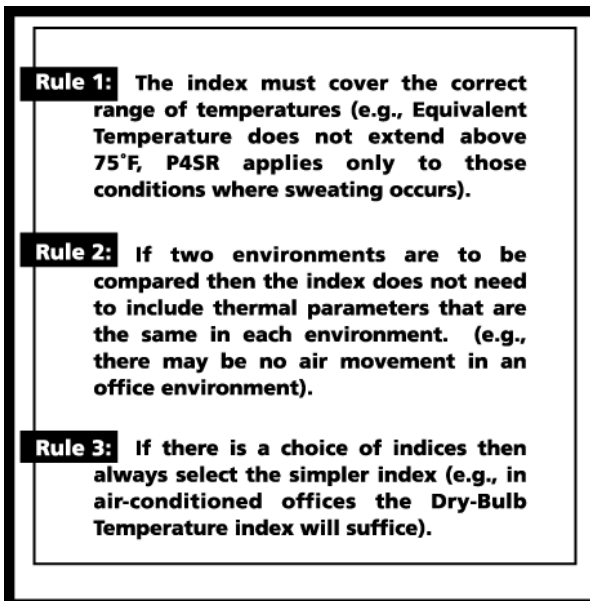 Rule 1: The index must cover the correct
range of temperatures (e.g., Equivalent
Temperature does not extend above
75˚F, P4SR applies only to those
conditions where sweating occurs).
Rule 2: If two environments are to be
compared then the index does not need
to include thermal parameters that are
the same in each environment. (e.g.,
there may be no air movement in an
office environment).
Rule 3: If there is a choice of indices then
always select the simpler index (e.g., in
air-conditioned offices the Dry-Bulb
Temperature index will suffice).